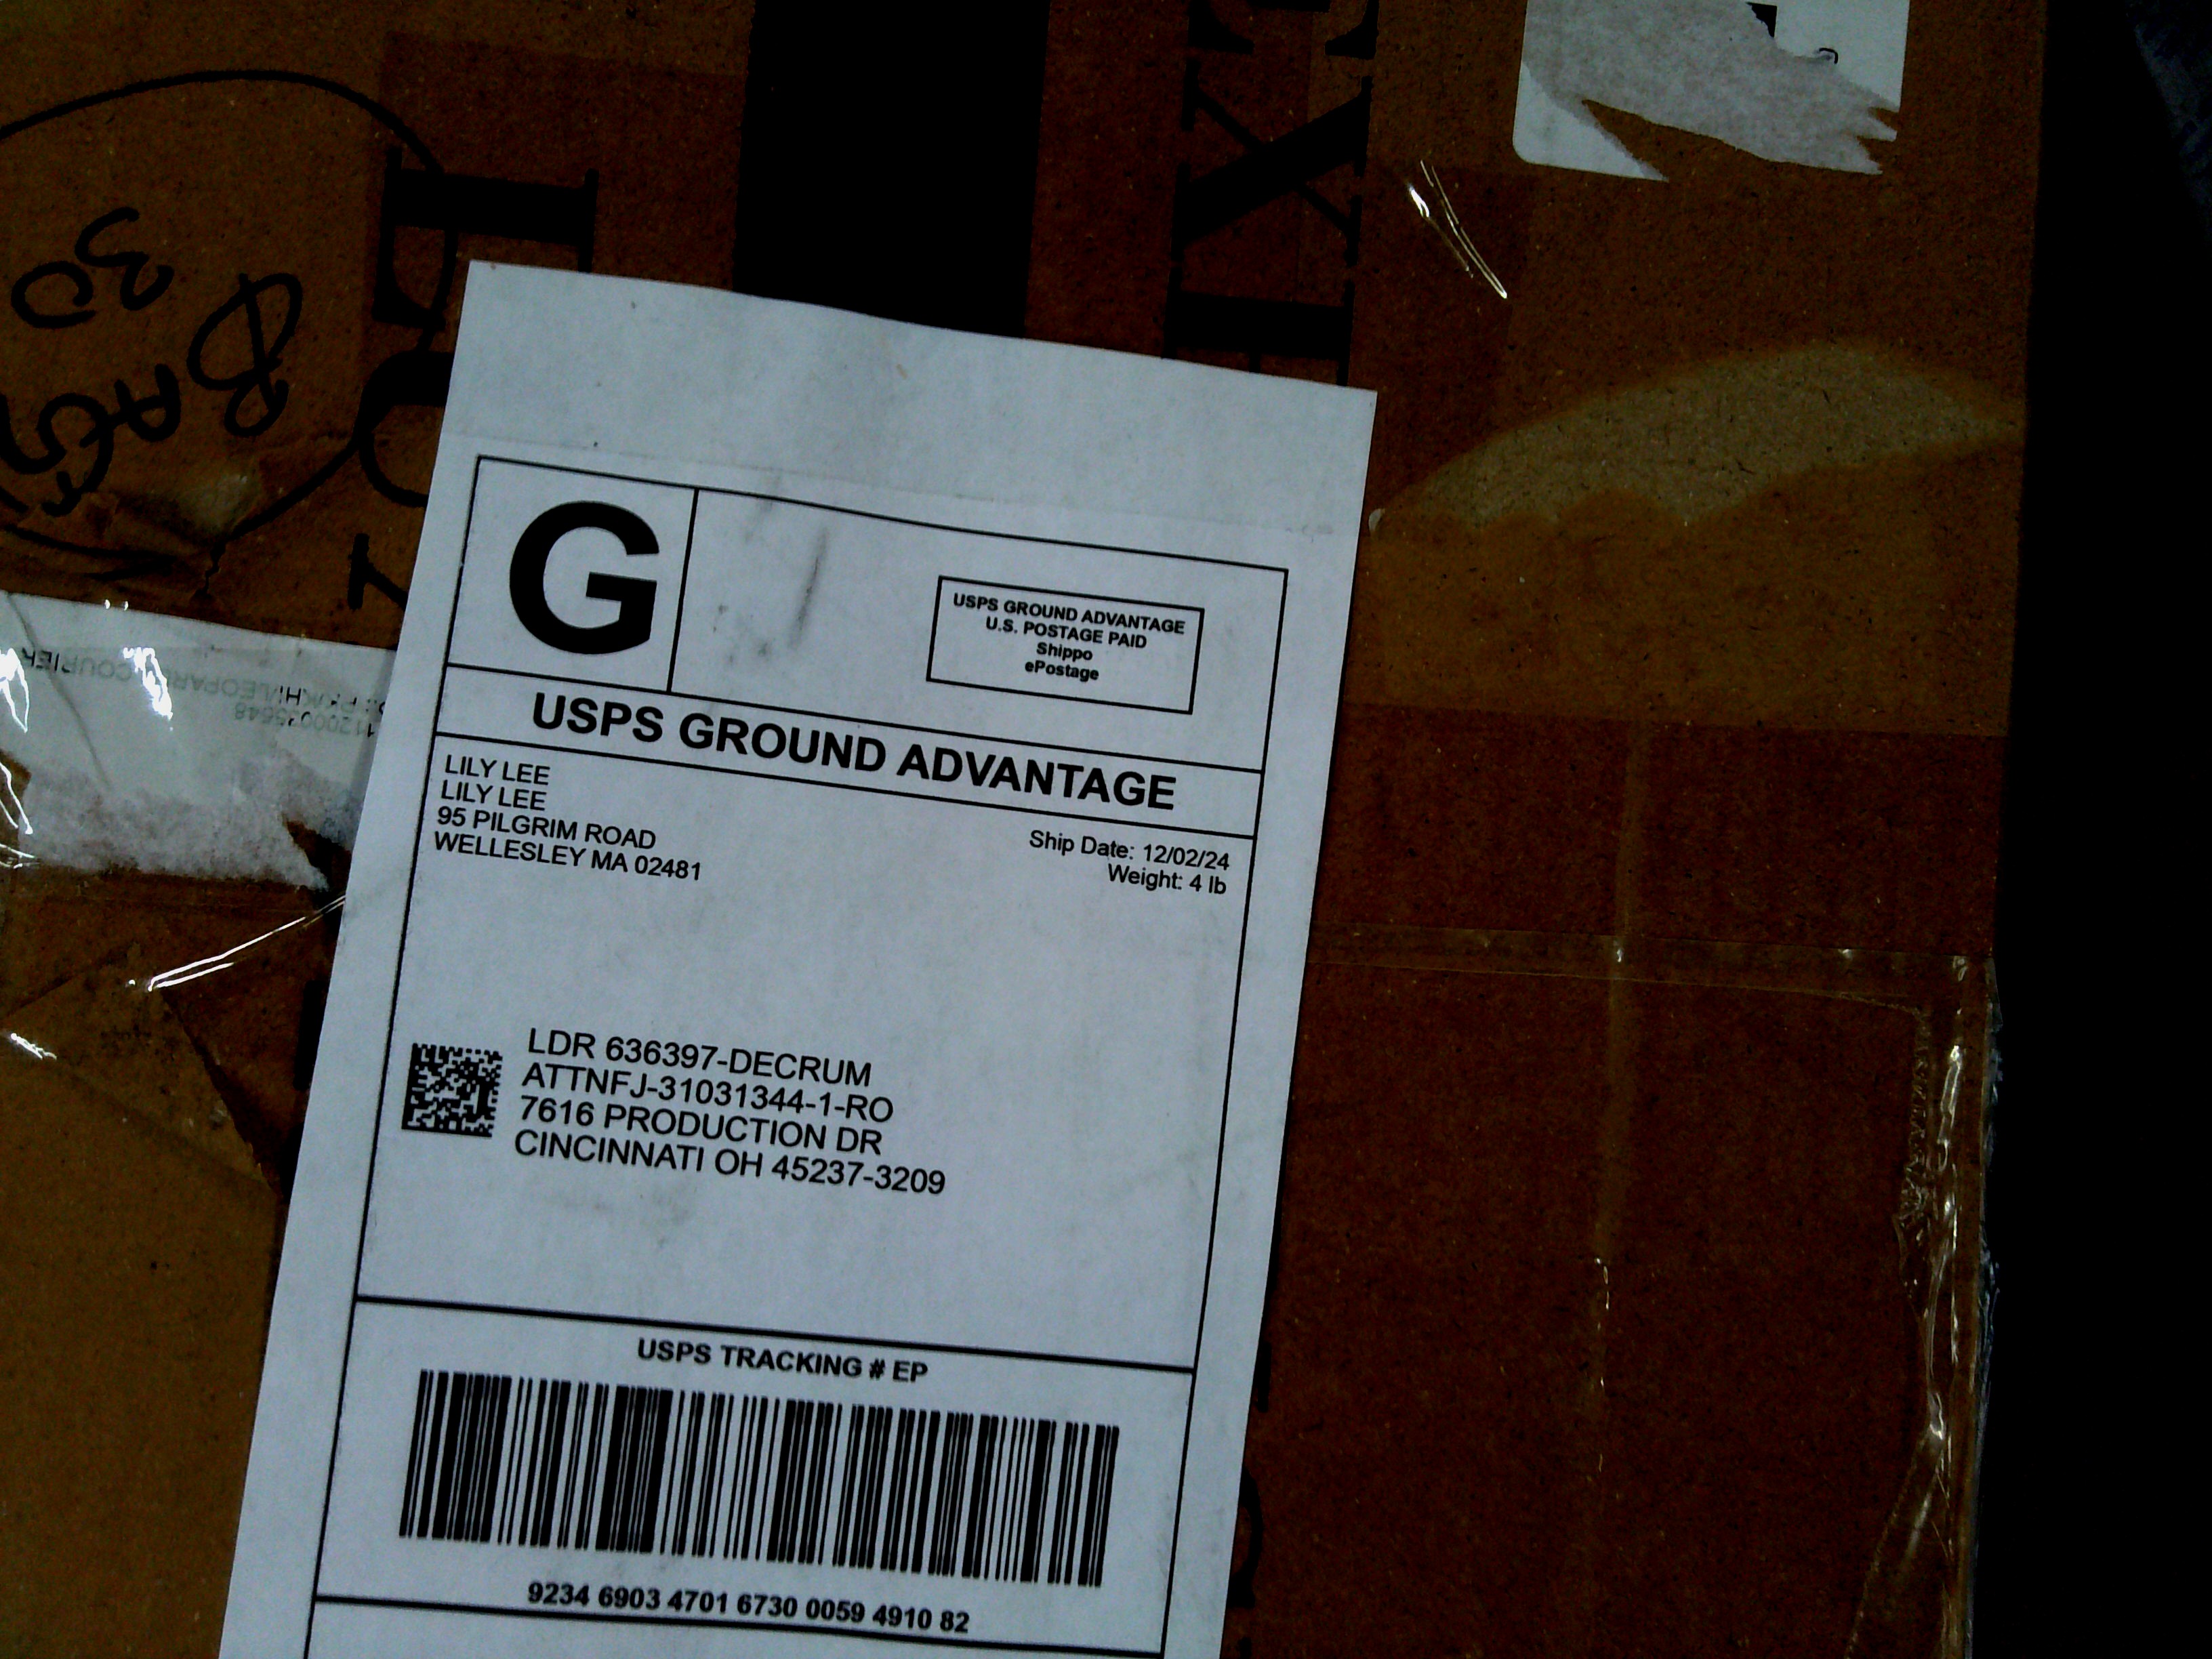 G
USPS GROUND ADVANTAGE
U.S. POSTAGE PAID
Shippo
ePostage
USPS GROUND ADVANTAGE
LILY LEE
LILY LEE
95 PILGRIM ROAD
WELLESLEY MA 02481
Ship Date: 12/02/24
Weight: 4 lb
LDR 636397-DECRUM
ATTNFJ-31031344-1-RO
7616 PRODUCTION DR
CINCINNATI OH 45237-3209
USPS TRACKING # EP
9234 6903 4701 6730 0059 4910 82
COURIER
30